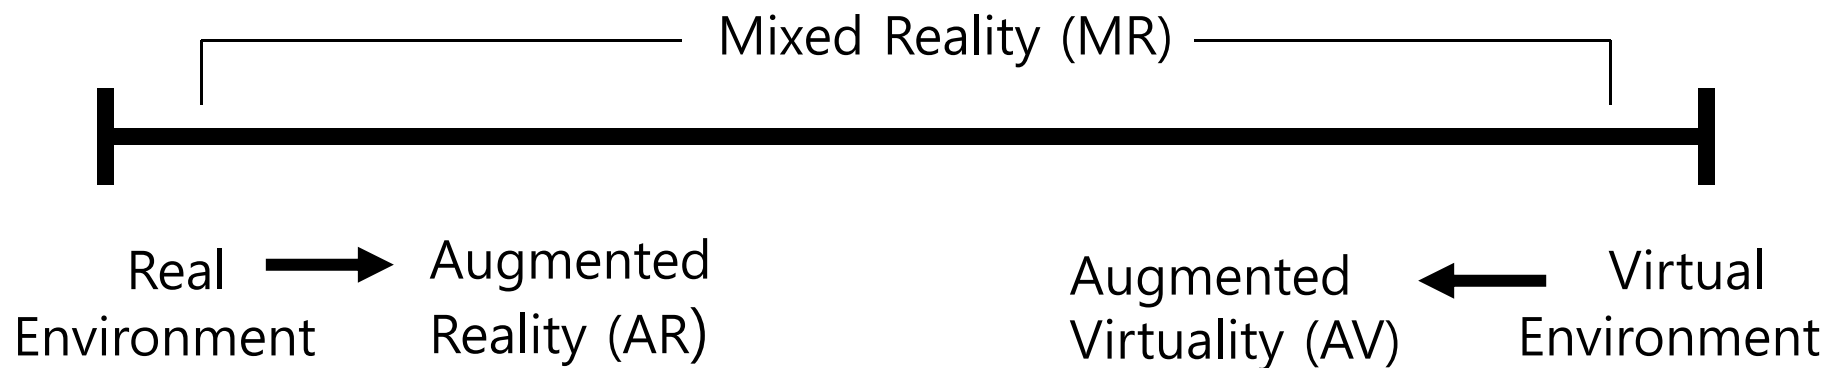 Mixed Reality (MR)
Real
Environment
Augmented
Reality (AR)
Augmented
Virtuality (AV)
Virtual
Environment